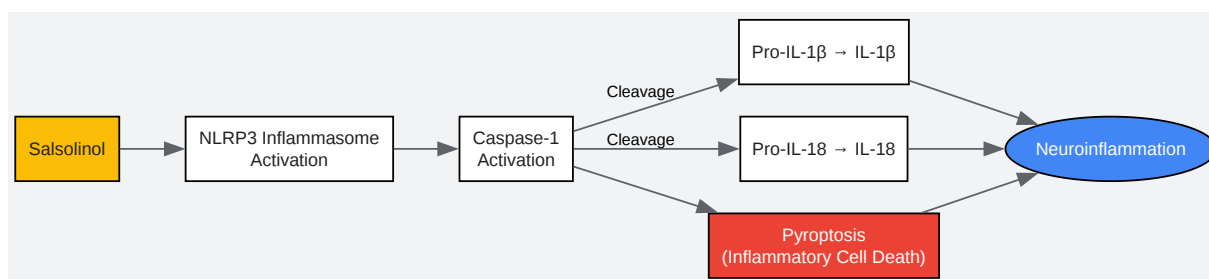 Salsolinol
NLRP3 Inflammasome
Activation
Caspase-1
Activation
Cleavage
Cleavage
Pro-IL-1β → IL-1β
Pro-IL-18 → IL-18
Pyroptosis
(Inflammatory Cell Death)
Neuroinflammation